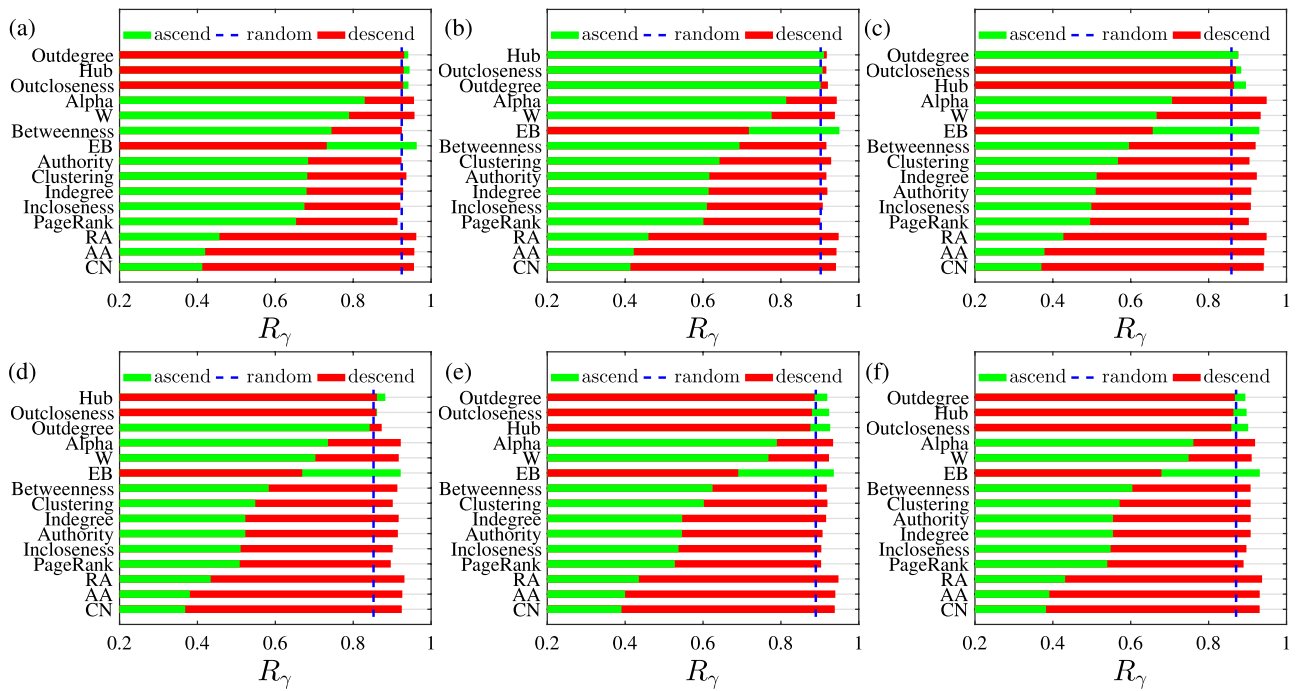 (a)
ascend random descend
Outdegree
Hub
Outcloseness
Alpha
W
Betweenness
EB
Authority
Clustering
Indegree
Incloseness
PageRank
RA
AA
CN
0.2 0.4 0.6 0.8 1
R_γ
(b)
ascend random descend
Hub
Outcloseness
Outdegree
Alpha
W
EB
Betweenness
Clustering
Authority
Indegree
Incloseness
PageRank
RA
AA
CN
0.2 0.4 0.6 0.8 1
R_γ
(c)
ascend random descend
Outdegree
Outcloseness
Hub
Alpha
W
EB
Betweenness
Clustering
Indegree
Authority
Incloseness
PageRank
RA
AA
CN
0.2 0.4 0.6 0.8 1
R_γ
(d)
ascend random descend
Hub
Outcloseness
Outdegree
Alpha
W
EB
Betweenness
Clustering
Indegree
Authority
Incloseness
PageRank
RA
AA
CN
0.2 0.4 0.6 0.8 1
R_γ
(e)
ascend random descend
Outdegree
Outcloseness
Hub
Alpha
W
EB
Betweenness
Clustering
Indegree
Authority
Incloseness
PageRank
RA
AA
CN
0.2 0.4 0.6 0.8 1
R_γ
(f)
ascend random descend
Outdegree
Hub
Outcloseness
Alpha
W
EB
Betweenness
Clustering
Authority
Indegree
Incloseness
PageRank
RA
AA
CN
0.2 0.4 0.6 0.8 1
R_γ